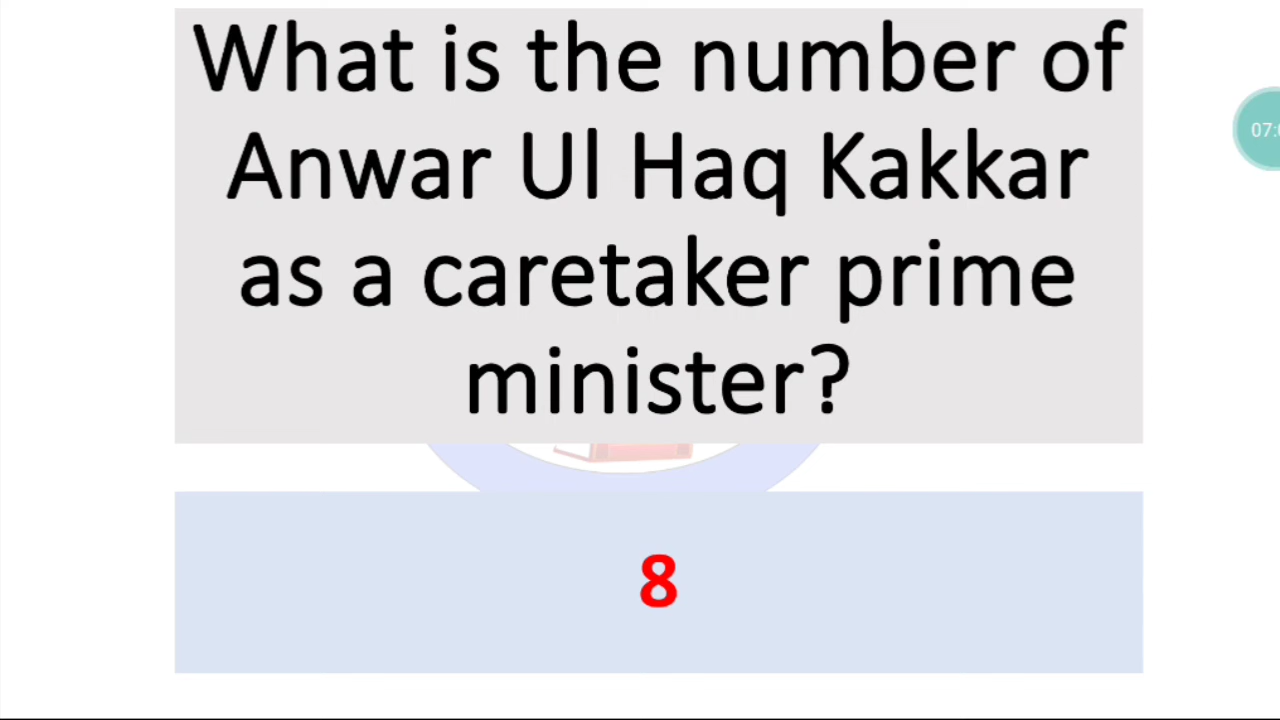 What is the number of
Anwar Ul Haq Kakkar
as a caretaker prime
minister?
8